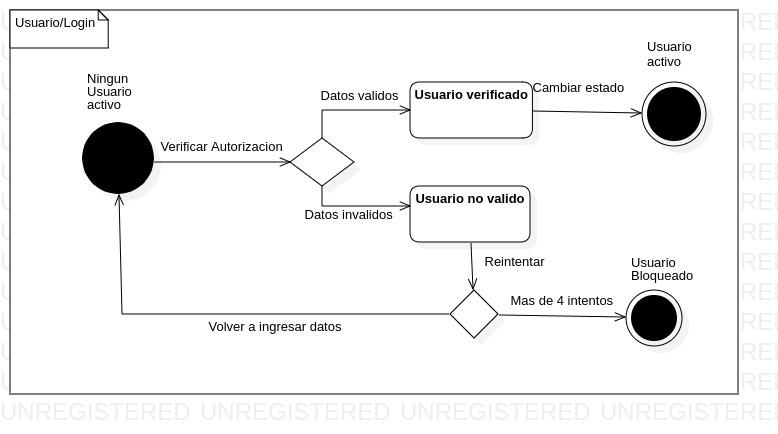 Usuario/Login
Ningun
Usuario
activo
Verificar Autorizacion
Datos validos
Usuario verificado
Cambiar estado
Usuario
activo
Datos invalidos
Usuario no valido
Reintentar
Mas de 4 intentos
Usuario
Bloqueado
Volver a ingresar datos
UNREGISTERED UNREGISTERED UNREGISTERED UNREGISTERED